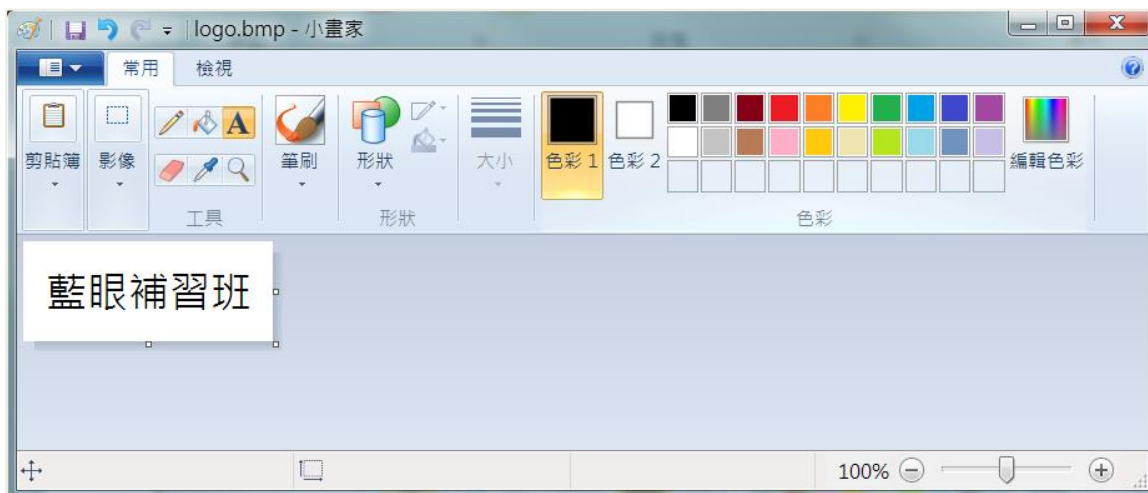 logo.bmp - 小畫家
常用 檢視
剪貼簿 影像 筆刷 形狀 大小 色彩 1 色彩 2 編輯色彩
工具 形狀 色彩
藍眼補習班
100%